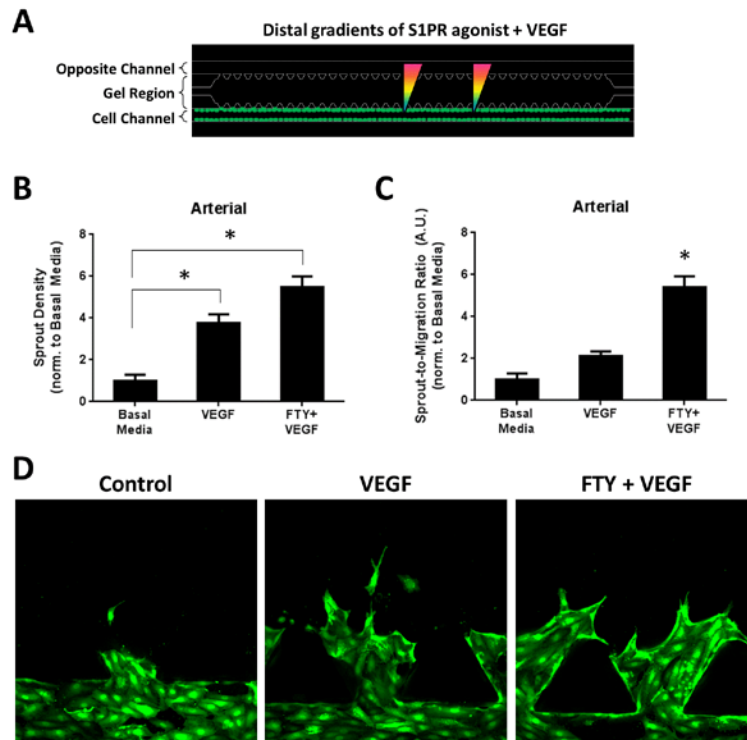 A
Distal gradients of S1PR agonist + VEGF
Opposite Channel
Gel Region
Cell Channel
B
Arterial
Sprout Density
(norm. to Basal Media)
8
6
4
2
0
*
*
Basal
Media
VEGF
FTY+
VEGF
C
Arterial
Sprout-to-Migration Ratio (A.U.)
(norm. to Basal Media)
8
6
4
2
0
*
Basal
Media
VEGF
FTY+
VEGF
D
Control
VEGF
FTY + VEGF